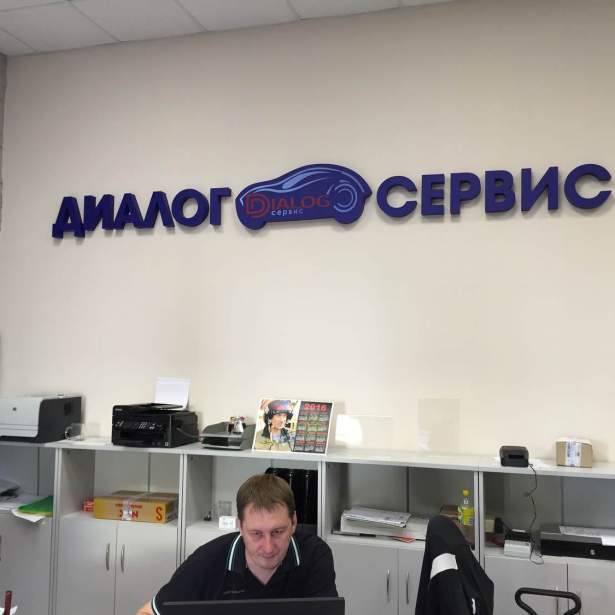 ДИАЛОГ
DIALOG
сервис
СЕРВИС
2016
S